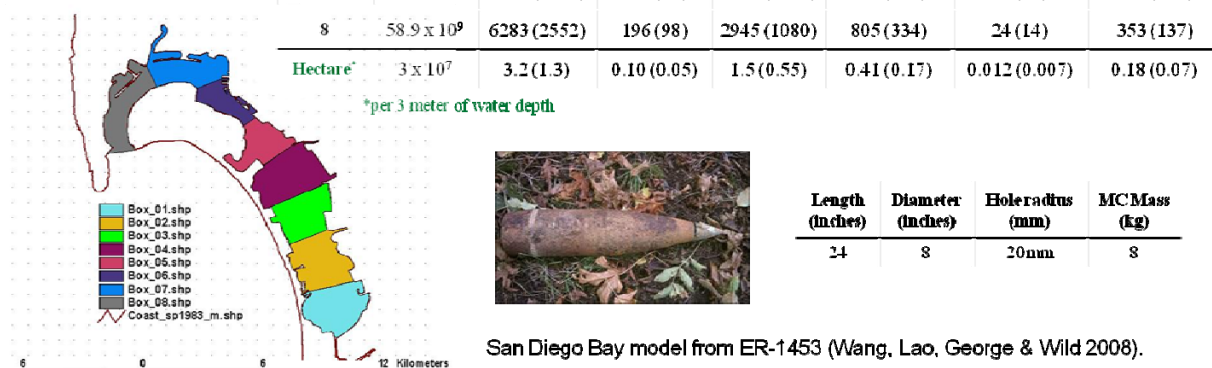 8 58.9 x 10⁹ 6283 (2552) 196 (98) 2945 (1080) 805 (334) 24 (14) 353 (137)
Hectare* 3 x 10⁷ 3.2 (1.3) 0.10 (0.05) 1.5 (0.55) 0.41 (0.17) 0.012 (0.007) 0.18 (0.07)
*per 3 meter of water depth
Box_01.shp
Box_02.shp
Box_03.shp
Box_04.shp
Box_05.shp
Box_06.shp
Box_07.shp
Box_08.shp
Coast_sp1983_m.shp
6 0 6 12 Kilometers
Length Diameter Hole radius MC Mass
(inches) (inches) (mm) (kg)
24 8 20mm 8
San Diego Bay model from ER-1453 (Wang, Lao, George & Wild 2008).